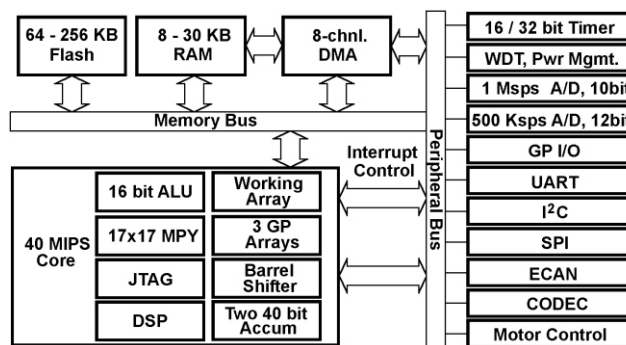 64 - 256 KB
Flash
8 - 30 KB
RAM
8-chnl.
DMA
Memory Bus
Interrupt
Control
Peripheral Bus
40 MIPS
Core
16 bit ALU
17x17 MPY
JTAG
DSP
Working
Array
3 GP
Arrays
Barrel
Shifter
Two 40 bit
Accum
16 / 32 bit Timer
WDT, Pwr Mgmt.
1 Msps A/D, 10bit
500 Ksps A/D, 12bit
GP I/O
UART
I²C
SPI
ECAN
CODEC
Motor Control